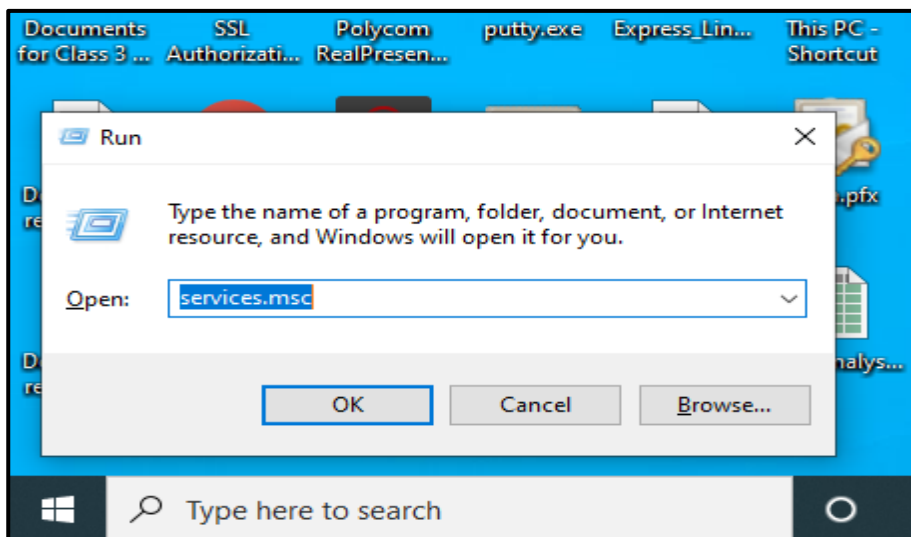 Documents for Class 3 ...
SSL Authorizati...
Polycom RealPresen...
putty.exe
Express_Lin...
This PC - Shortcut
Run
Type the name of a program, folder, document, or Internet
resource, and Windows will open it for you.
Open:
services.msc
OK
Cancel
Browse...
.pfx
nalys...
Type here to search